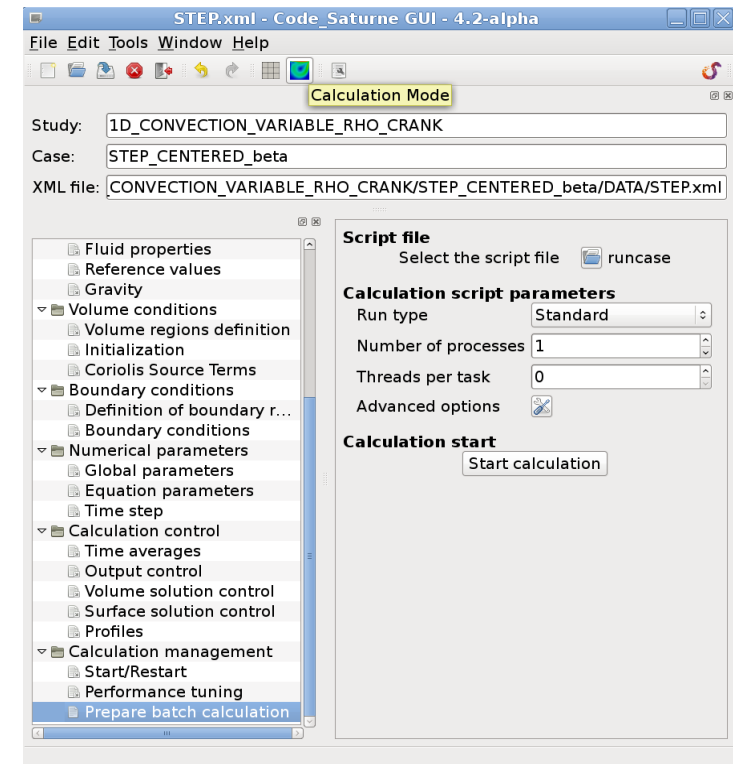 STEP.xml - Code_Saturne GUI - 4.2-alpha
File Edit Tools Window Help
Calculation Mode
Study: 1D_CONVECTION_VARIABLE_RHO_CRANK
Case: STEP_CENTERED_beta
XML file: _CONVECTION_VARIABLE_RHO_CRANK/STEP_CENTERED_beta/DATA/STEP.xml
Fluid properties
Reference values
Gravity
Volume conditions
Volume regions definition
Initialization
Coriolis Source Terms
Boundary conditions
Definition of boundary r...
Boundary conditions
Numerical parameters
Global parameters
Equation parameters
Time step
Calculation control
Time averages
Output control
Volume solution control
Surface solution control
Profiles
Calculation management
Start/Restart
Performance tuning
Prepare batch calculation
Script file
Select the script file runcase
Calculation script parameters
Run type Standard
Number of processes 1
Threads per task 0
Advanced options
Calculation start
Start calculation